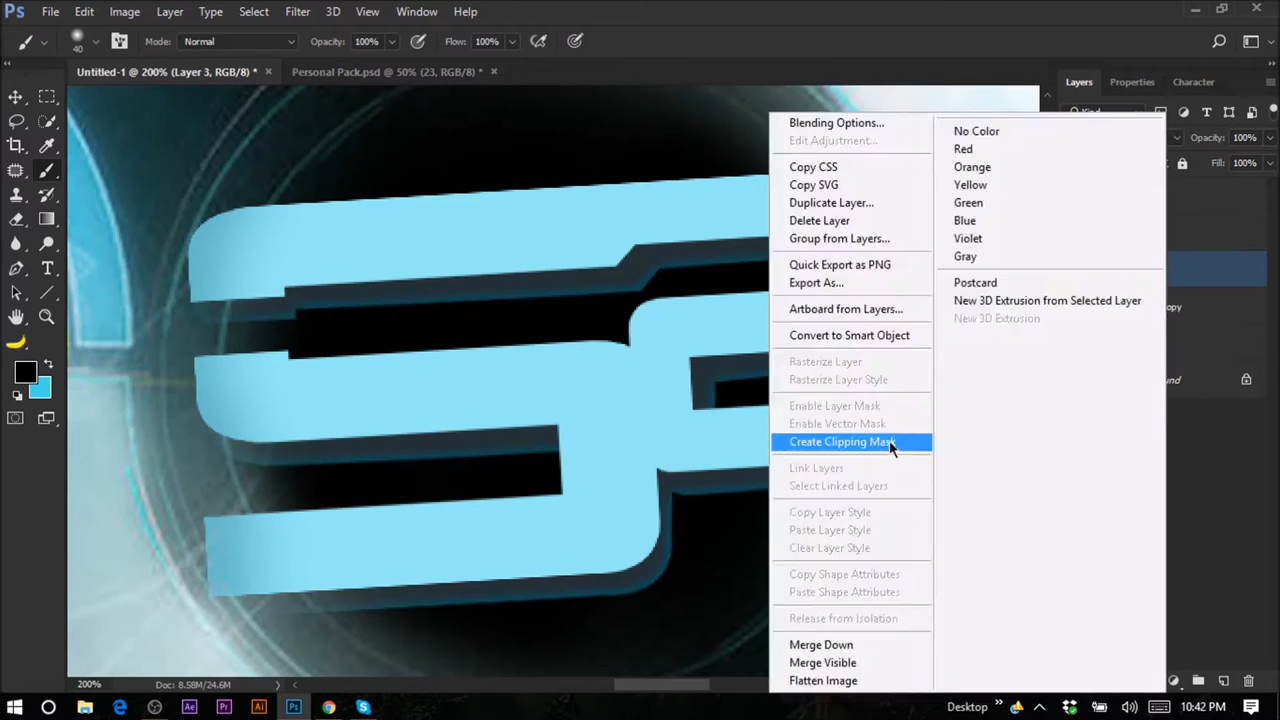 Ps File Edit Image Layer Type Select Filter 3D View Window Help
40 Mode: Normal Opacity: 100% Flow: 100%
Untitled-1 @ 200% (Layer 3, RGB/8) * Personal Pack.psd @ 50% (23, RGB/8) *
Layers Properties Character
Kind
Opacity: 100%
Fill: 100%
Blending Options...
Edit Adjustment...
Copy CSS
Copy SVG
Duplicate Layer...
Delete Layer
Group from Layers...
Quick Export as PNG
Export As...
Artboard from Layers...
Convert to Smart Object
Rasterize Layer
Rasterize Layer Style
Enable Layer Mask
Enable Vector Mask
Create Clipping Mask
Link Layers
Select Linked Layers
Copy Layer Style
Paste Layer Style
Clear Layer Style
Copy Shape Attributes
Paste Shape Attributes
Release from Isolation
Merge Down
Merge Visible
Flatten Image
No Color
Red
Orange
Yellow
Green
Blue
Violet
Gray
Postcard
New 3D Extrusion from Selected Layer
New 3D Extrusion
200% Doc: 8.58M/24.6M
Ae Pr Ai Ps Desktop 10:42 PM